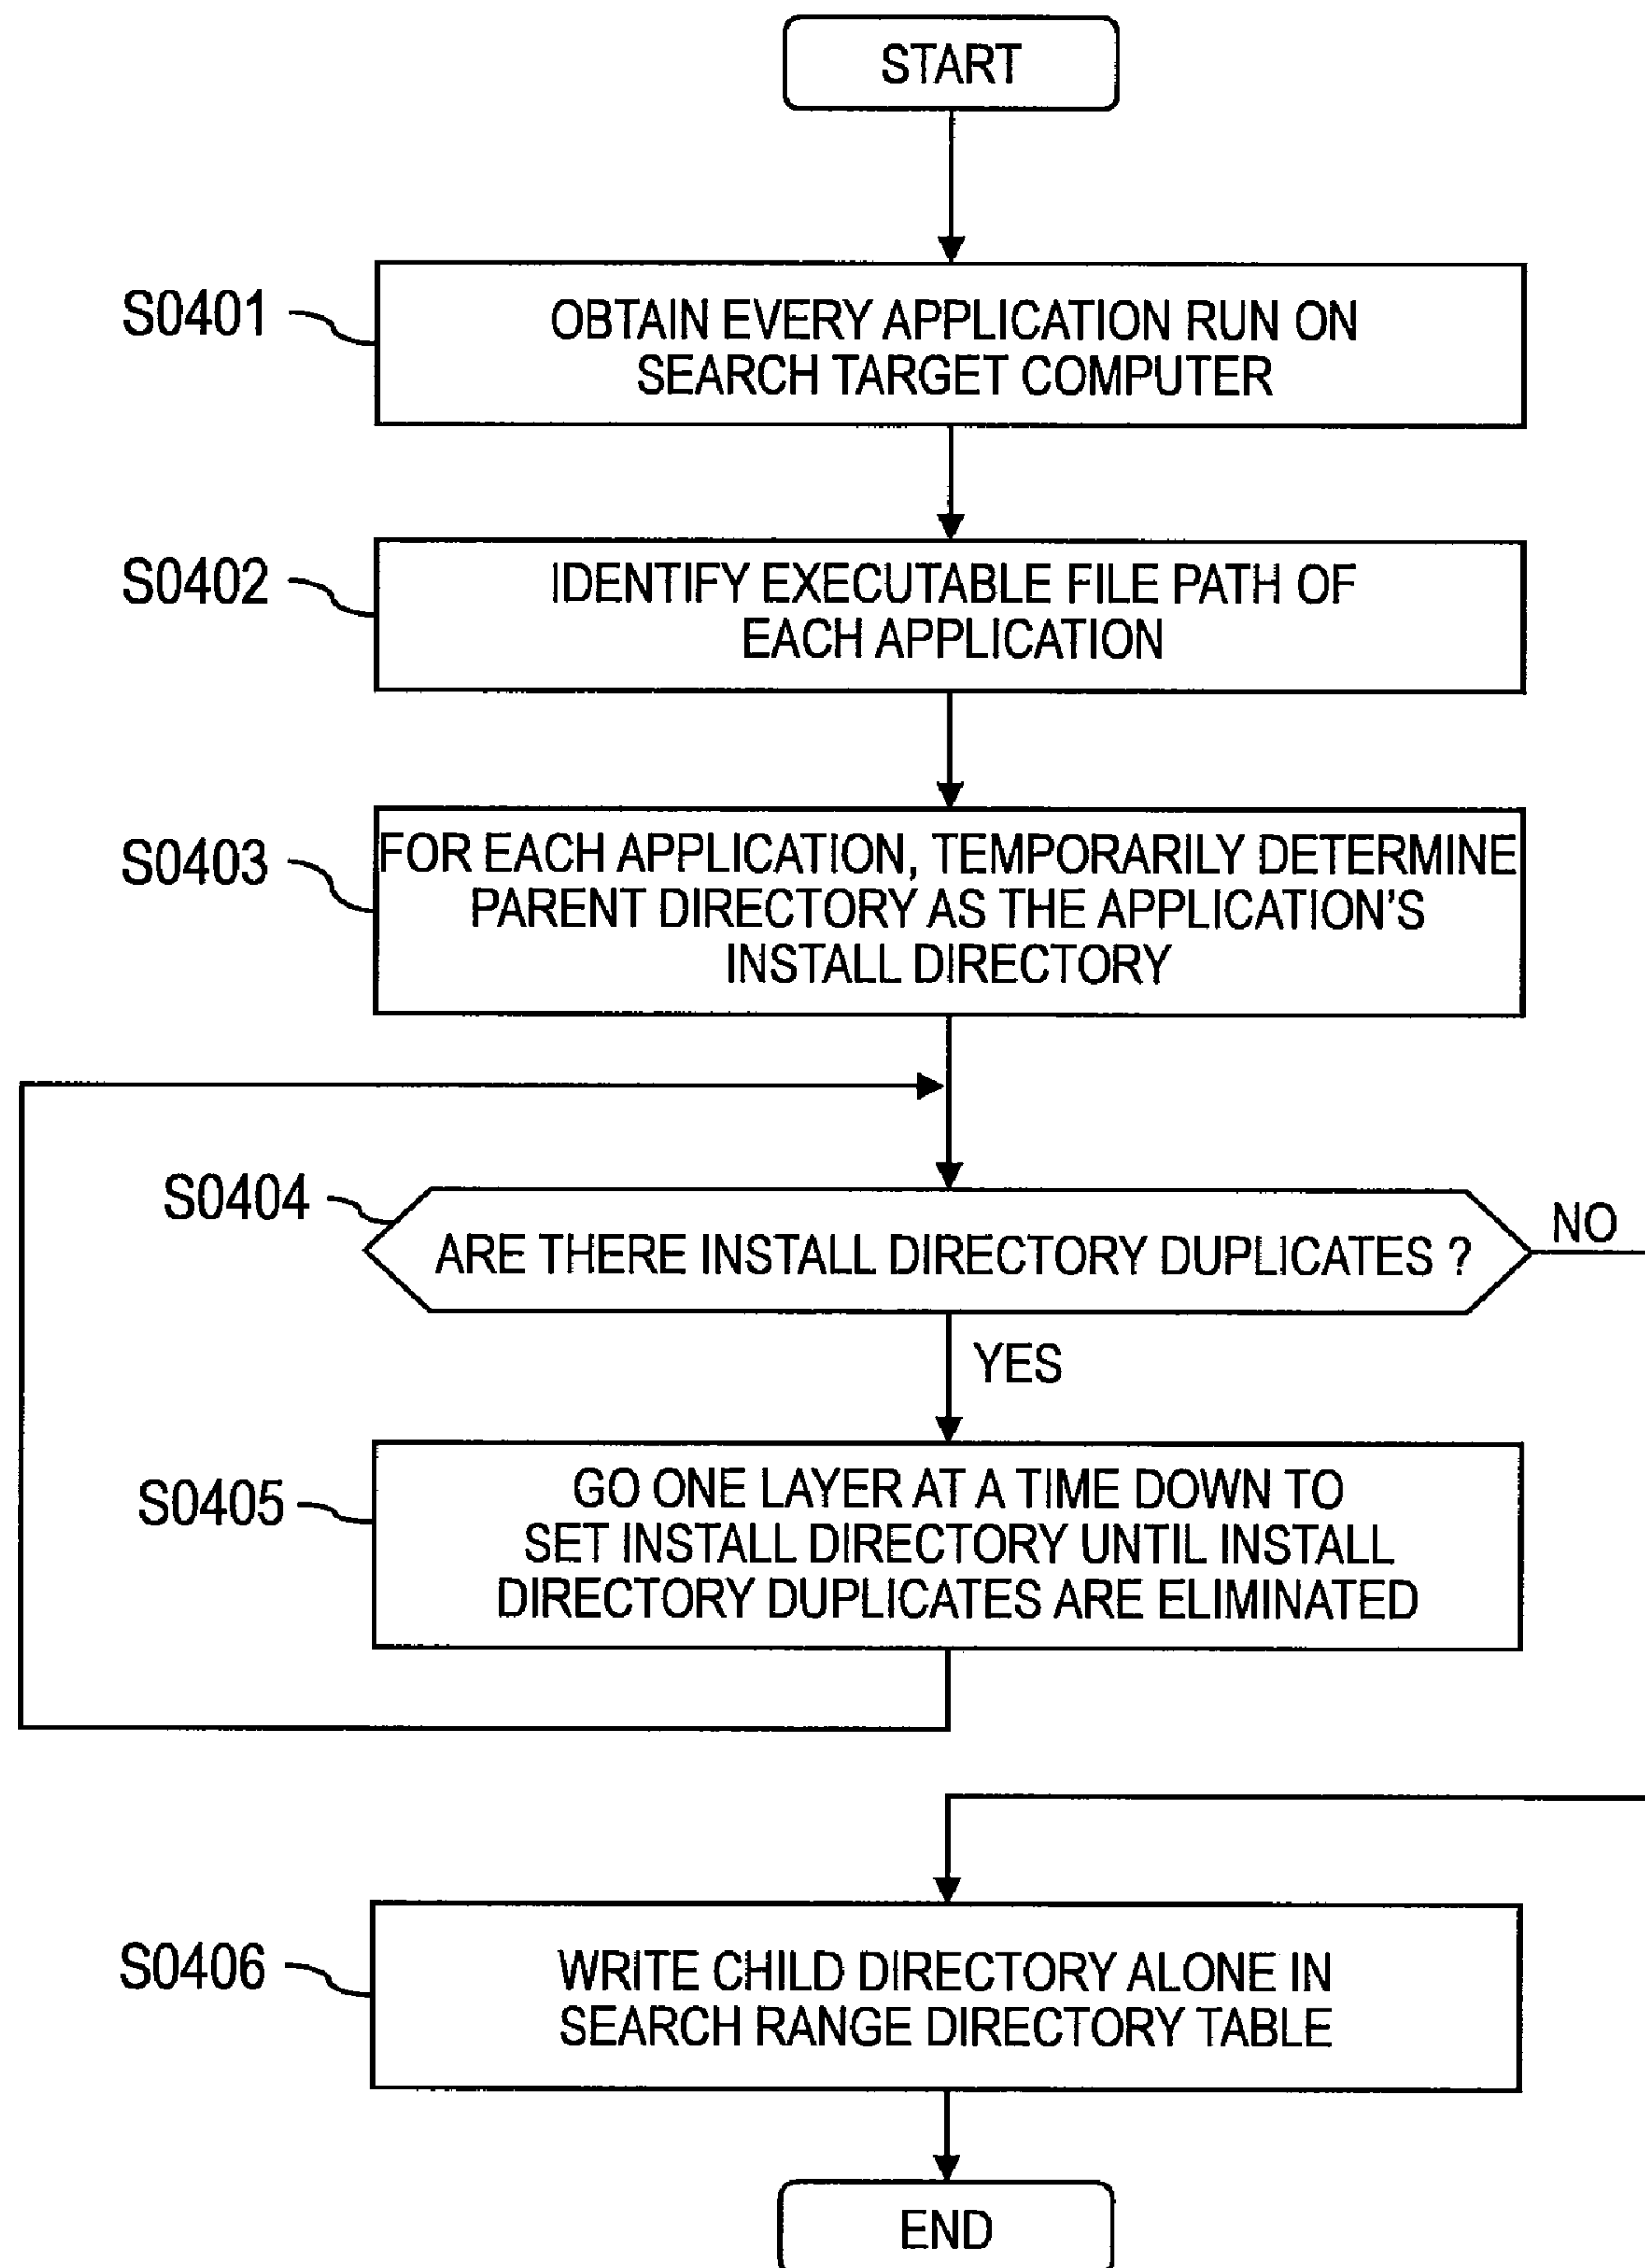 START
S0401
OBTAIN EVERY APPLICATION RUN ON
SEARCH TARGET COMPUTER
S0402
IDENTIFY EXECUTABLE FILE PATH OF
EACH APPLICATION
S0403
FOR EACH APPLICATION, TEMPORARILY DETERMINE
PARENT DIRECTORY AS THE APPLICATION'S
INSTALL DIRECTORY
S0404
ARE THERE INSTALL DIRECTORY DUPLICATES ?
NO
YES
S0405
GO ONE LAYER AT A TIME DOWN TO
SET INSTALL DIRECTORY UNTIL INSTALL
DIRECTORY DUPLICATES ARE ELIMINATED
S0406
WRITE CHILD DIRECTORY ALONE IN
SEARCH RANGE DIRECTORY TABLE
END